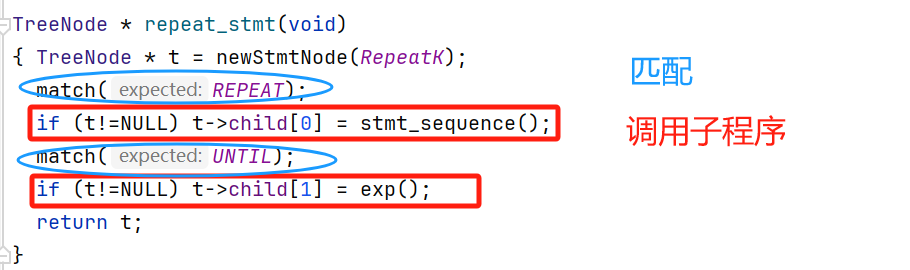 TreeNode * repeat_stmt(void)
{ TreeNode * t = newStmtNode(RepeatK);
匹配
match( expected: REPEAT);
if (t!=NULL) t->child[0] = stmt_sequence();
调用子程序
match( expected: UNTIL);
if (t!=NULL) t->child[1] = exp();
return t;
}